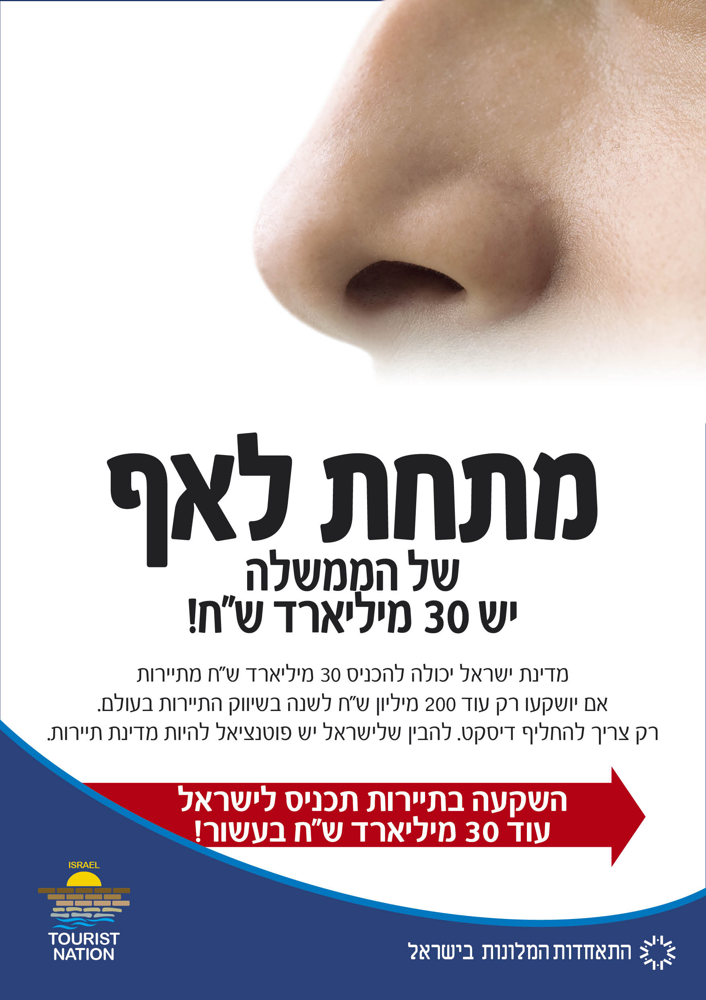 מתחת לאף
של הממשלה
יש 30 מיליארד ש"ח!
מדינת ישראל יכולה להכניס 30 מיליארד ש"ח מתיירות
אם יושקעו רק עוד 200 מיליון ש"ח לשנה בשיווק התיירות בעולם.
רק צריך להחליף דיסקט. להבין שלישראל יש פוטנציאל להיות מדינת תיירות.
השקעה בתיירות תכניס לישראל
עוד 30 מיליארד ש"ח בעשור!
ISRAEL
TOURIST
NATION
התאחדות המלונות בישראל